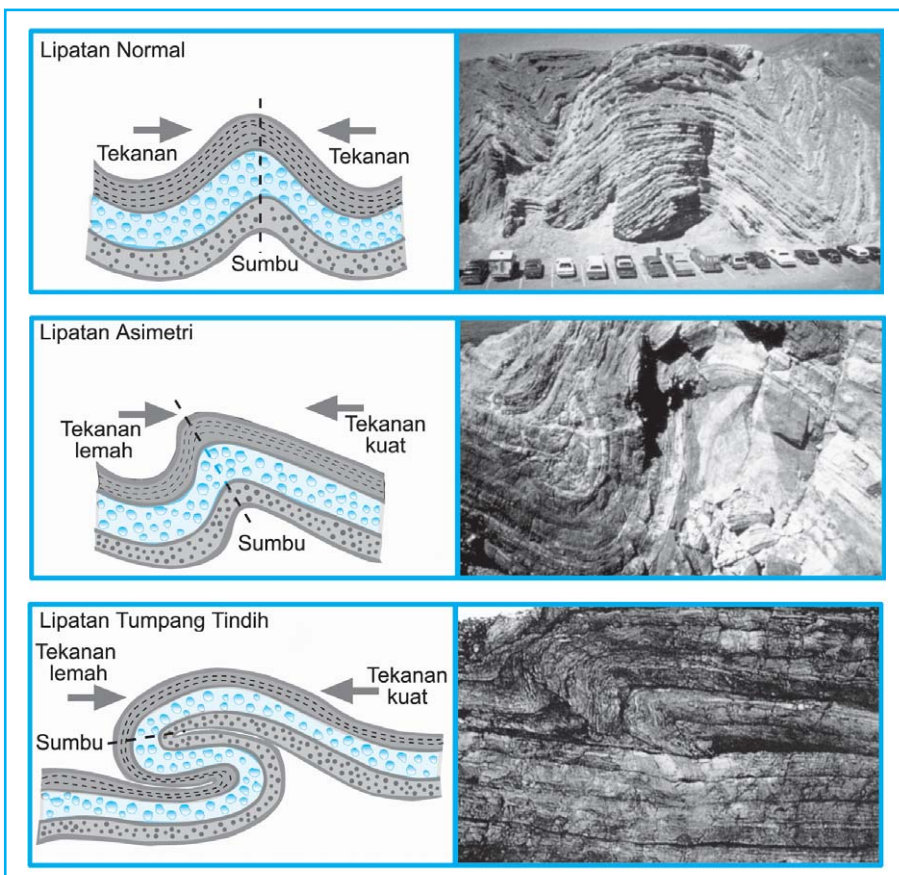 Lipatan Normal
Tekanan
Tekanan
Sumbu
Lipatan Asimetri
Tekanan
lemah
Tekanan
kuat
Sumbu
Lipatan Tumpang Tindih
Tekanan
lemah
Tekanan
kuat
Sumbu